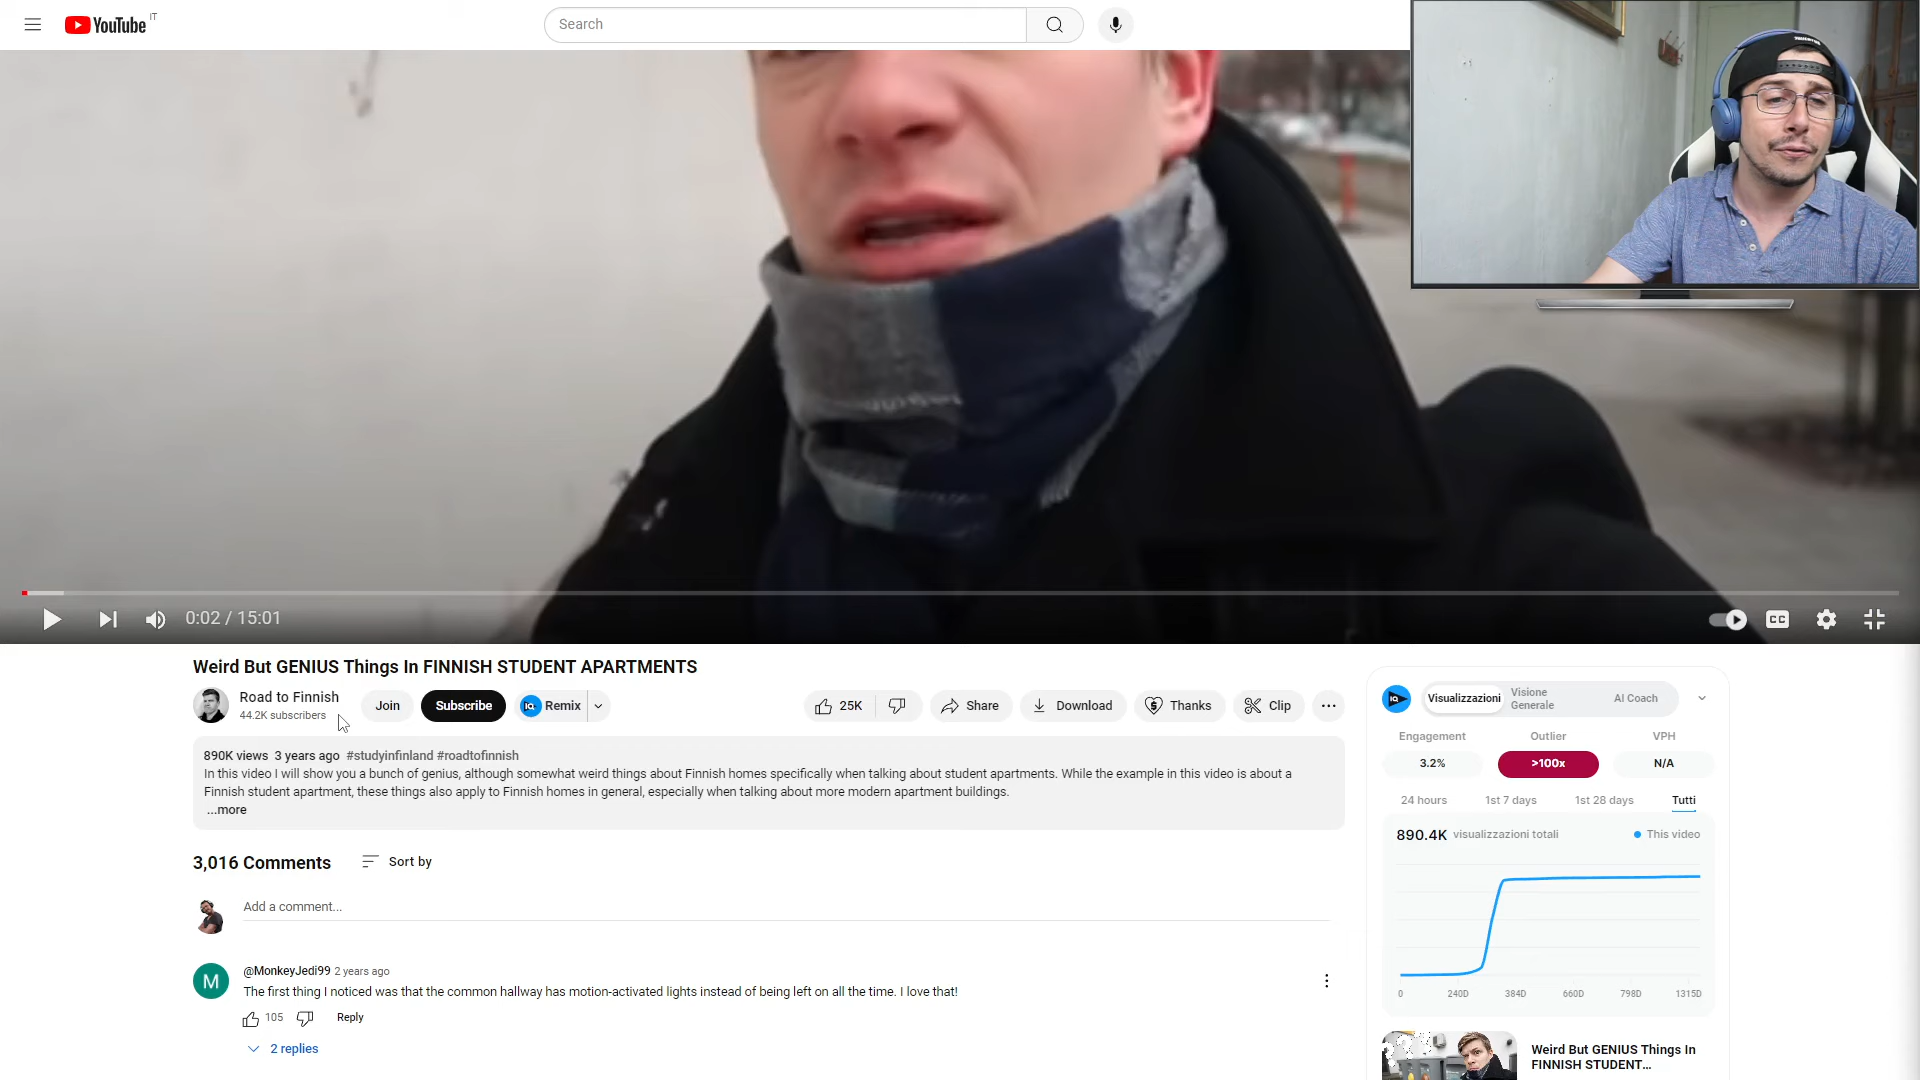 YouTube IT
Search
0:02 / 15:01
CC
Weird But GENIUS Things In FINNISH STUDENT APARTMENTS
Road to Finnish
44.2K subscribers
Join
Subscribe
IQ Remix
25K
Share
Download
Thanks
Clip
890K views 3 years ago #studyinfinland #roadtofinnish
In this video I will show you a bunch of genius, although somewhat weird things about Finnish homes specifically when talking about student apartments. While the example in this video is about a
Finnish student apartment, these things also apply to Finnish homes in general, especially when talking about more modern apartment buildings.
...more
3,016 Comments
Sort by
Add a comment...
M
@MonkeyJedi99 2 years ago
The first thing I noticed was that the common hallway has motion-activated lights instead of being left on all the time. I love that!
105
Reply
2 replies
IQ
Visualizzazioni
Visione
Generale
AI Coach
Engagement
Outlier
VPH
3.2%
>100x
N/A
24 hours
1st 7 days
1st 28 days
Tutti
890.4K visualizzazioni totali
This video
0
240D
384D
660D
798D
1315D
Weird But GENIUS Things In
FINNISH STUDENT...